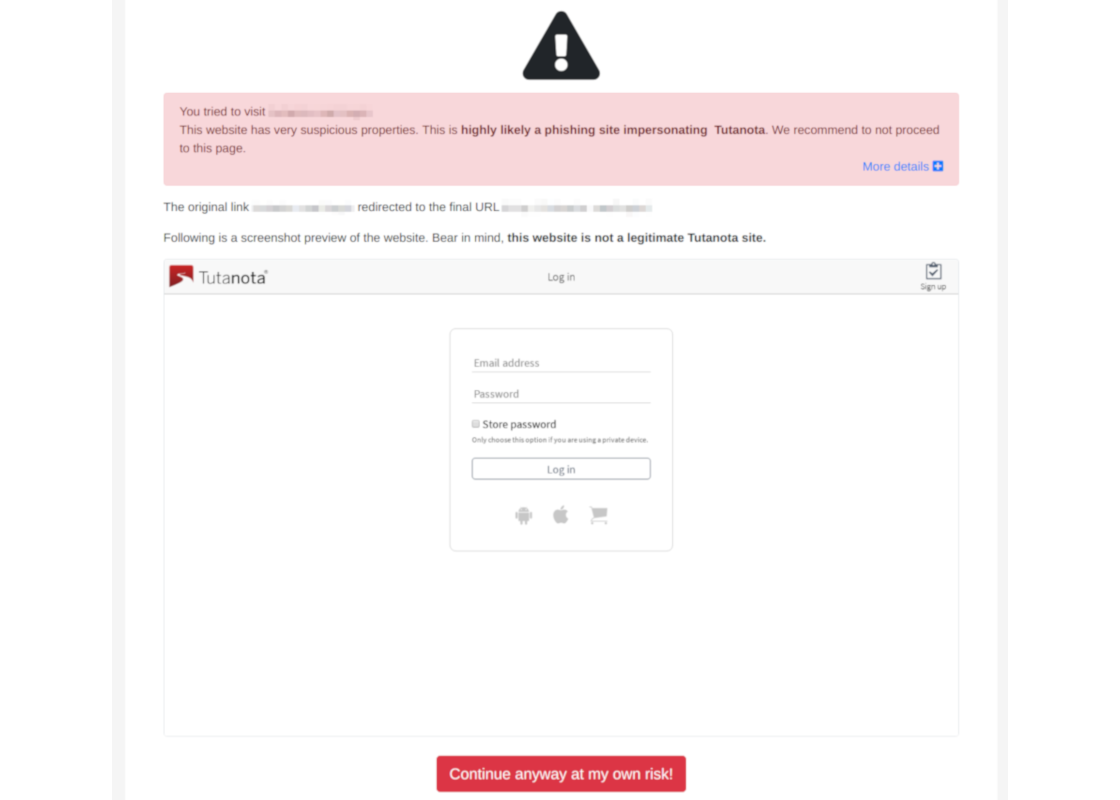 You tried to visit
This website has very suspicious properties. This is highly likely a phishing site impersonating Tutanota. We recommend to not proceed
to this page.
More details
The original link redirected to the final URL
Following is a screenshot preview of the website. Bear in mind, this website is not a legitimate Tutanota site.
Tutanota
Log in
Sign up
Email address
Password
Store password
Only choose this option if you are using a private device.
Log in
Continue anyway at my own risk!